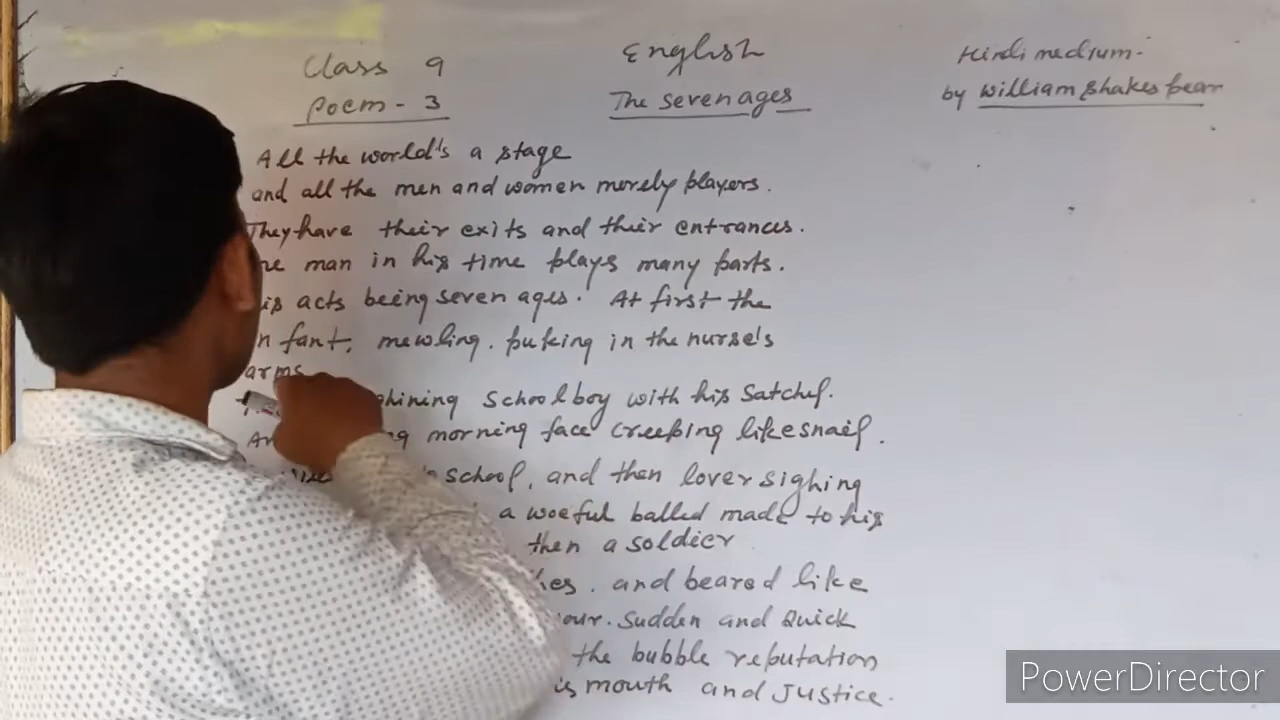 Class 9
English
Hindi medium.
Poem - 3
The seven ages
by william shakes pear
All the world's a stage
and all the men and women merely players.
They have their exits and their entrances.
man in his time plays many parts.
acts being seven ages. At first the
fant, mewling. puking in the nurse's
arms
shining school boy with his Satchel.
morning face creeping like snail.
school, and then lover sighing
a woeful balled made to his
then a soldier
and beared like
Sudden and Quick
the bubble reputation
mouth and Justice.
PowerDirector